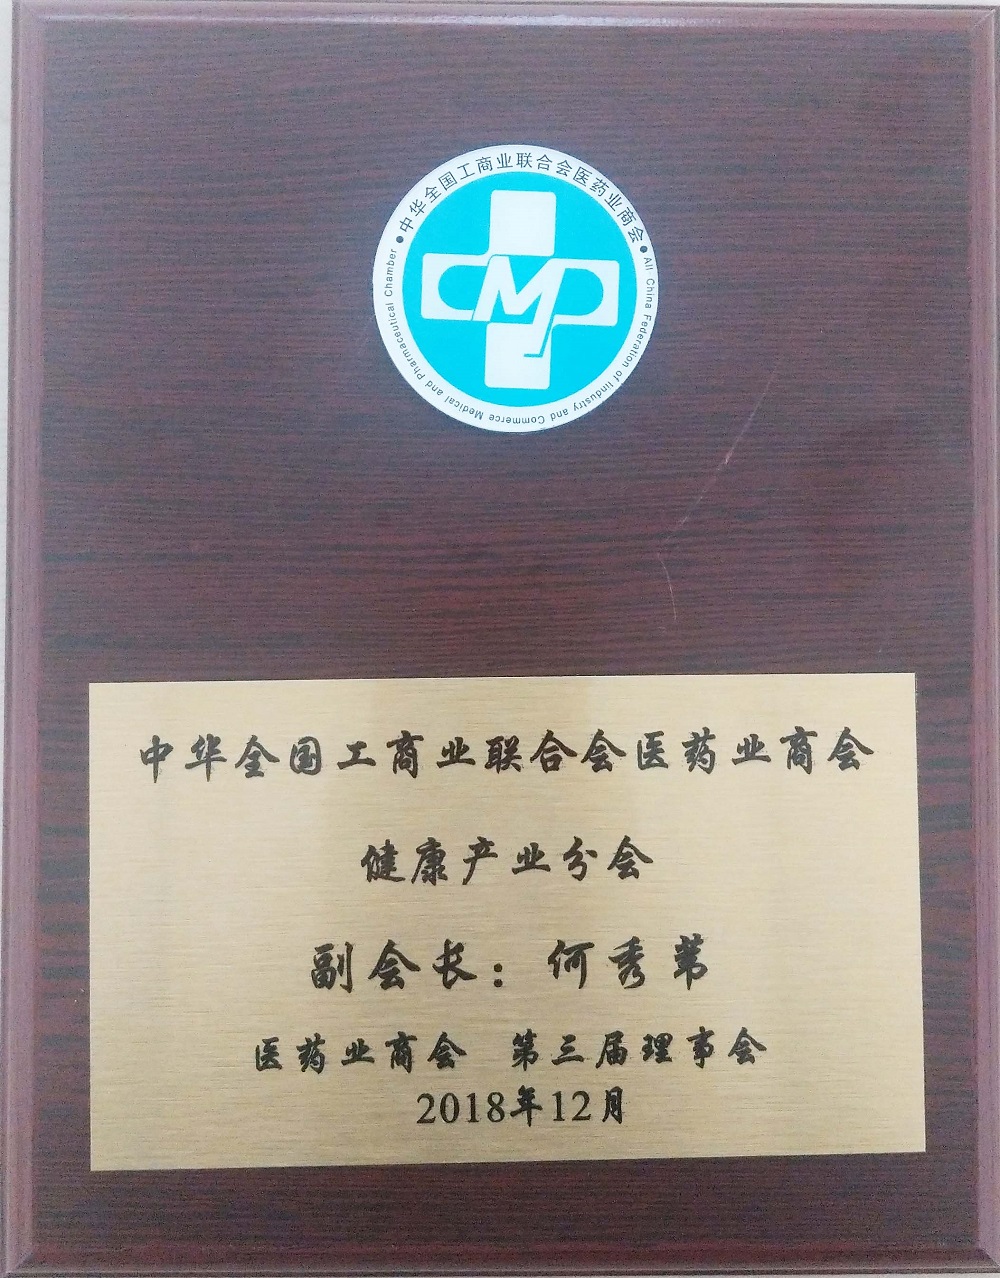 中华全国工商业联合会医药业商会
All-China Federation of Iindustry and Commerce Medical and Pharmaceutical Chamber
CMP
中华全国工商业联合会医药业商会
健康产业分会
副会长：何秀苇
医药业商会 第三届理事会
2018年12月